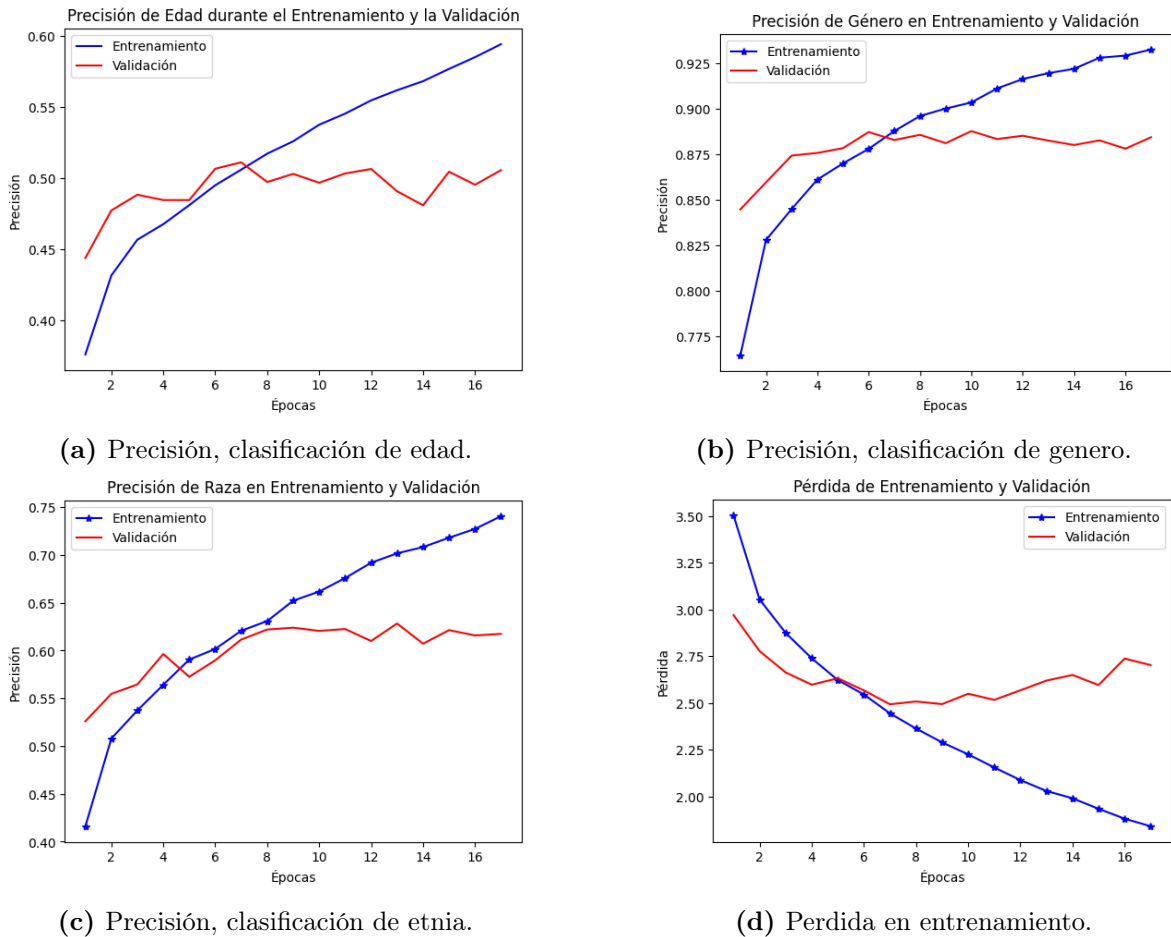 Precisión de Edad durante el Entrenamiento y la Validación
0.60
0.55
0.50
0.45
0.40
Precisión
Entrenamiento
Validación
2 4 6 8 10 12 14 16
Épocas
(a) Precisión, clasificación de edad.
Precisión de Género en Entrenamiento y Validación
0.925
0.900
0.875
0.850
0.825
0.800
0.775
Precisión
Entrenamiento
Validación
2 4 6 8 10 12 14 16
Épocas
(b) Precisión, clasificación de genero.
Precisión de Raza en Entrenamiento y Validación
0.75
0.70
0.65
0.60
0.55
0.50
0.45
0.40
Precisión
Entrenamiento
Validación
2 4 6 8 10 12 14 16
Épocas
(c) Precisión, clasificación de etnia.
Pérdida de Entrenamiento y Validación
3.50
3.25
3.00
2.75
2.50
2.25
2.00
Pérdida
Entrenamiento
Validación
2 4 6 8 10 12 14 16
Épocas
(d) Perdida en entrenamiento.